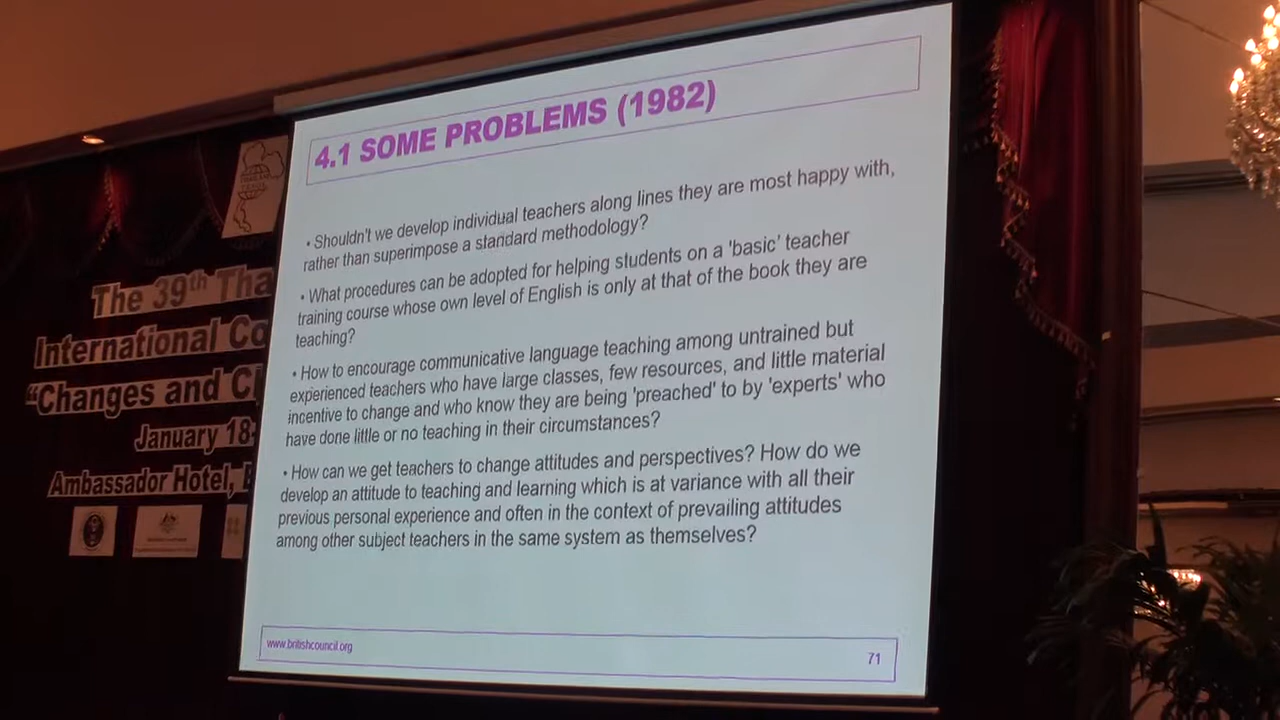 4.1 SOME PROBLEMS (1982)
• Shouldn't we develop individual teachers along lines they are most happy with,
rather than superimpose a standard methodology?
• What procedures can be adopted for helping students on a 'basic' teacher
training course whose own level of English is only at that of the book they are
teaching?
• How to encourage communicative language teaching among untrained but
experienced teachers who have large classes, few resources, and little material
incentive to change and who know they are being 'preached' to by 'experts' who
have done little or no teaching in their circumstances?
• How can we get teachers to change attitudes and perspectives? How do we
develop an attitude to teaching and learning which is at variance with all their
previous personal experience and often in the context of prevailing attitudes
among other subject teachers in the same system as themselves?
www.britishcouncil.org
71
The 39th Tha
International Co
"Changes and C
January 18-
Ambassador Hotel,